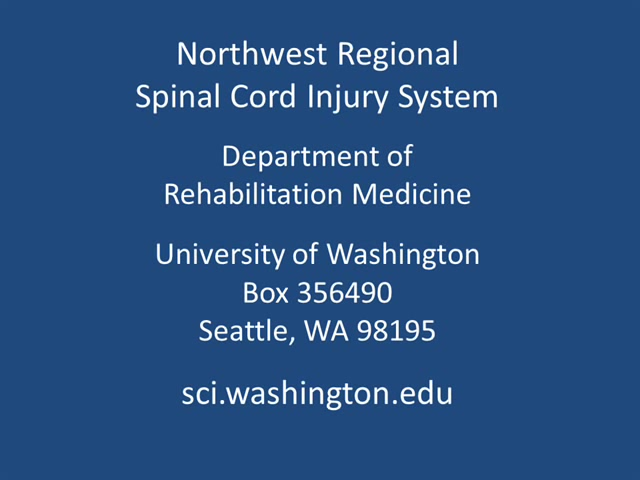 Northwest Regional
Spinal Cord Injury System
Department of
Rehabilitation Medicine
University of Washington
Box 356490
Seattle, WA 98195
sci.washington.edu